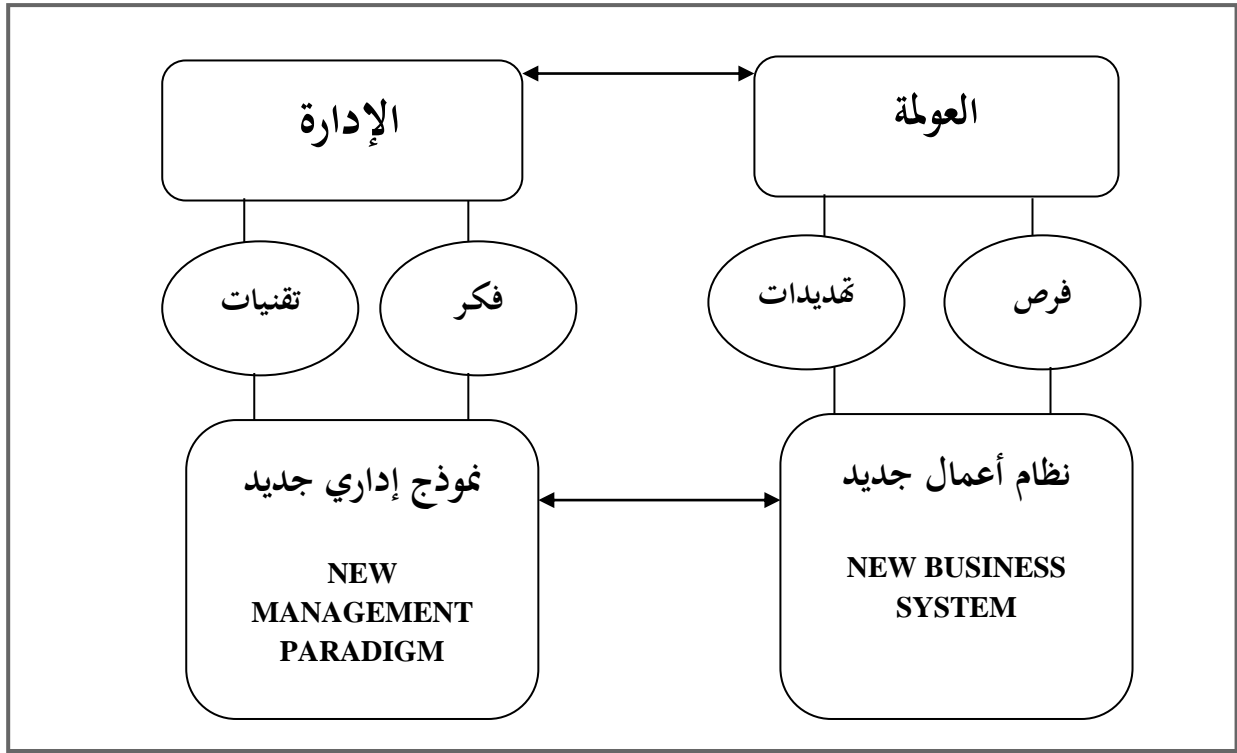 العولمة
الإدارة
فرص
تهديدات
فكر
تقنيات
نظام أعمال جديد
NEW BUSINESS
SYSTEM
نموذج إداري جديد
NEW
MANAGEMENT
PARADIGM